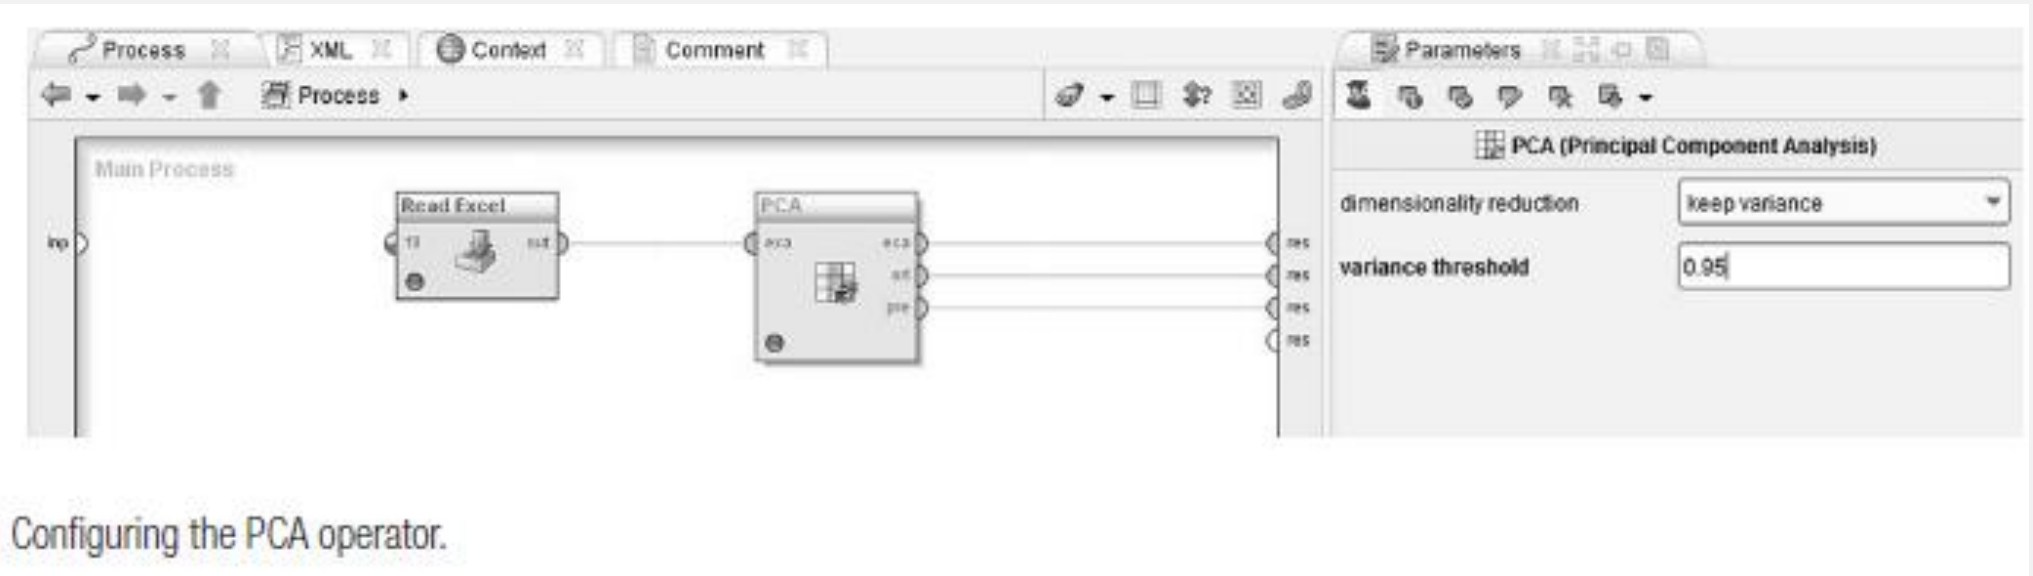 Process XML Context Comment
Parameters
Process
PCA (Principal Component Analysis)
Main Process
dimensionality reduction keep variance
variance threshold 0.95
Read Excel
out
PCA
exa
ori
pre
inp
res
res
res
res
Configuring the PCA operator.